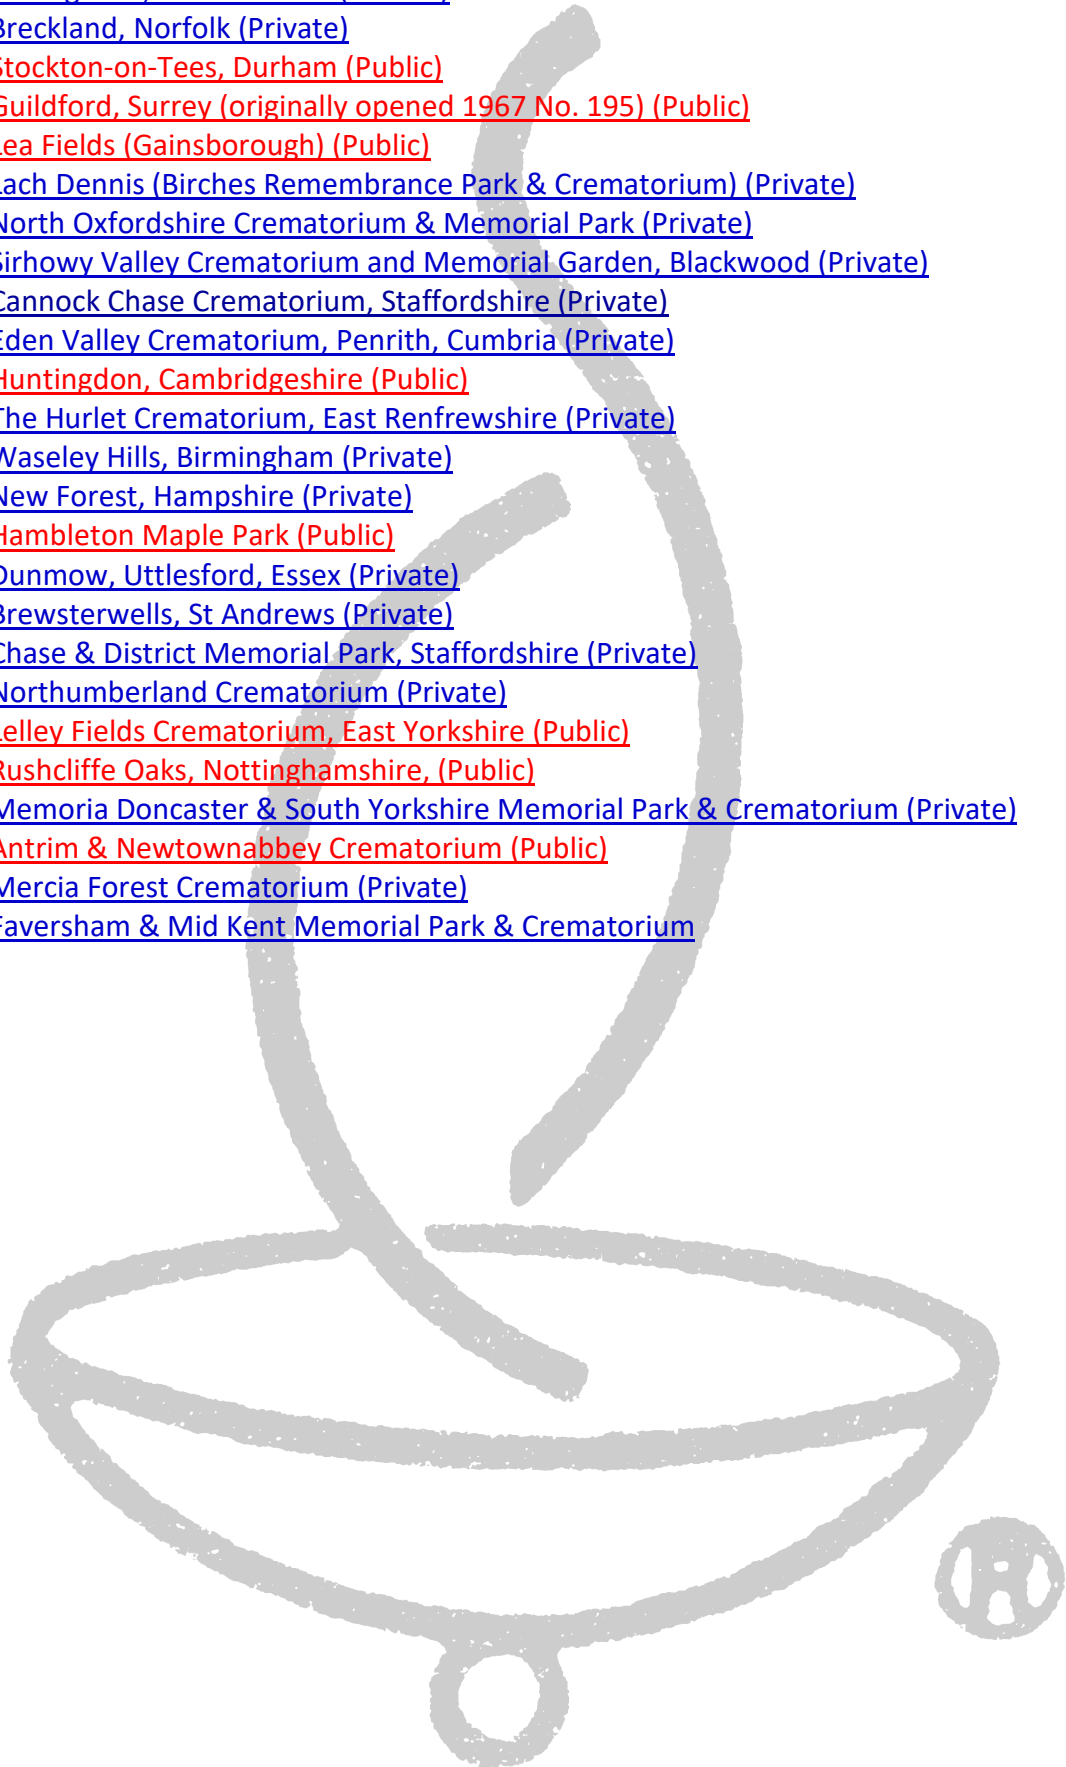 Breckland, Norfolk (Private)
Stockton-on-Tees, Durham (Public)
Guildford, Surrey (originally opened 1967 No. 195) (Public)
Lea Fields (Gainsborough) (Public)
Lach Dennis (Birches Remembrance Park & Crematorium) (Private)
North Oxfordshire Crematorium & Memorial Park (Private)
Sirhowy Valley Crematorium and Memorial Garden, Blackwood (Private)
Cannock Chase Crematorium, Staffordshire (Private)
Eden Valley Crematorium, Penrith, Cumbria (Private)
Huntingdon, Cambridgeshire (Public)
The Hurlet Crematorium, East Renfrewshire (Private)
Waseley Hills, Birmingham (Private)
New Forest, Hampshire (Private)
Hambleton Maple Park (Public)
Dunmow, Uttlesford, Essex (Private)
Brewsterwells, St Andrews (Private)
Chase & District Memorial Park, Staffordshire (Private)
Northumberland Crematorium (Private)
Lelley Fields Crematorium, East Yorkshire (Public)
Rushcliffe Oaks, Nottinghamshire, (Public)
Memoria Doncaster & South Yorkshire Memorial Park & Crematorium (Private)
Antrim & Newtownabbey Crematorium (Public)
Mercia Forest Crematorium (Private)
Faversham & Mid Kent Memorial Park & Crematorium
®